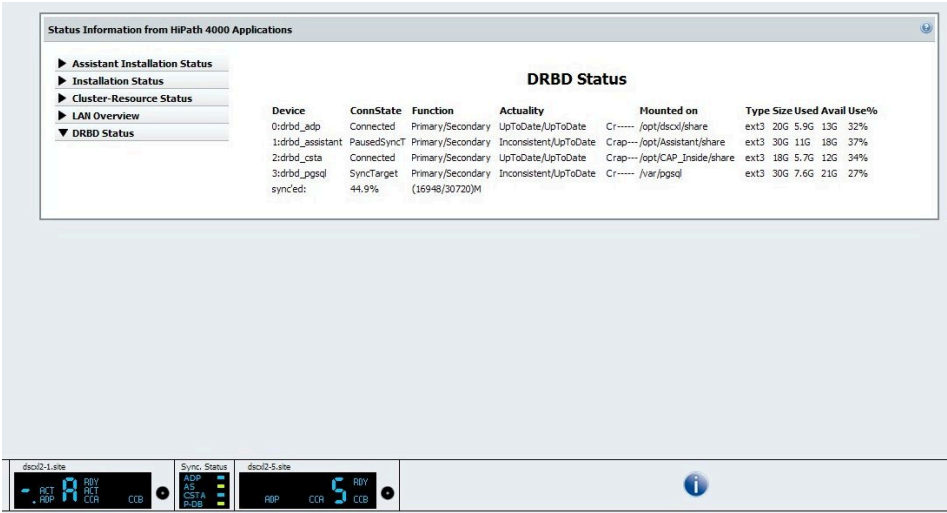 Status Information from HiPath 4000 Applications
Assistant Installation Status
Installation Status
Cluster-Resource Status
LAN Overview
DRBD Status
DRBD Status
Device ConnState Function Actuality Mounted on Type Size Used Avail Use%
0:drbd_adp Connected Primary/Secondary UpToDate/UpToDate Cr----- /opt/dscxl/share ext3 20G 5.9G 13G 32%
1:drbd_assistant PausedSyncT Primary/Secondary Inconsistent/UpToDate Crap--- /opt/Assistant/share ext3 30G 11G 18G 37%
2:drbd_csta Connected Primary/Secondary UpToDate/UpToDate Crap--- /opt/CAP_Inside/share ext3 18G 5.7G 12G 34%
3:drbd_pgsql SyncTarget Primary/Secondary Inconsistent/UpToDate Cr----- /var/pgsql ext3 30G 7.6G 21G 27%
sync'ed: 44.9% (16948/30720)M
dscxl2-1.site
-. ACT ADP A RDY ACT CCA CCB
Sync. Status
ADP
AS
CSTA
P-DB
dscxl2-5.site
ADP CCA 5 RDY CCB
i